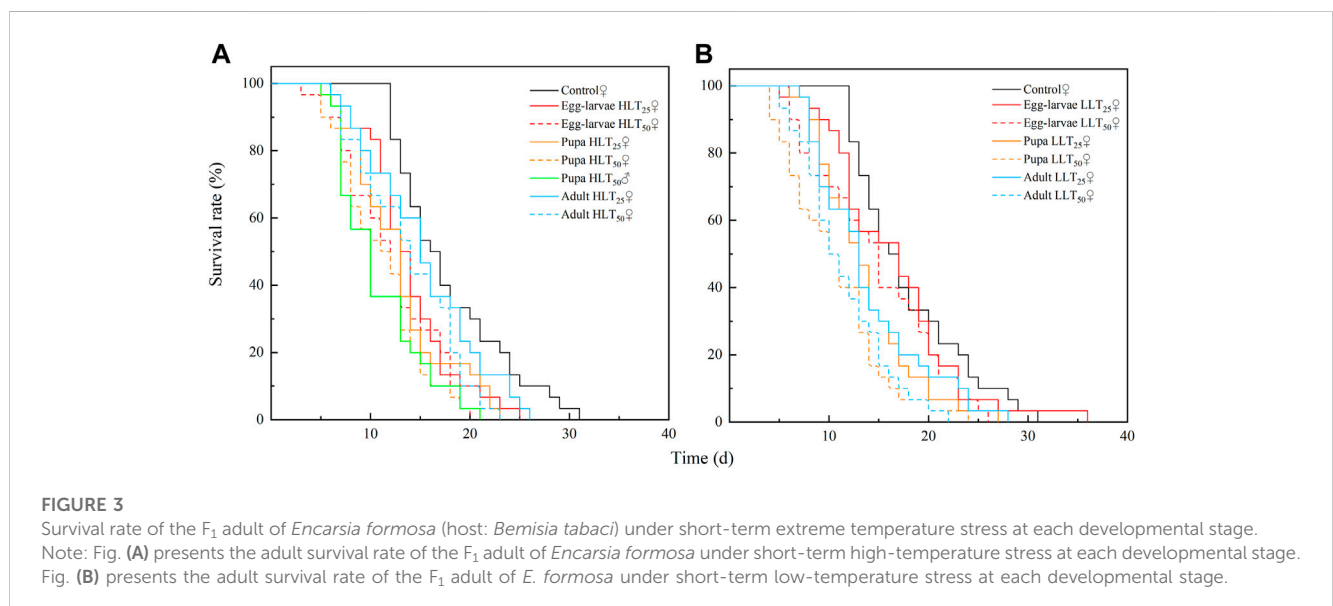 A
100
80
60
40
20
0
Survival rate (%)
10
20
30
40
Control♀
Egg-larvae HLT₂₅♀
Egg-larvae HLT₅₀♀
Pupa HLT₂₅♀
Pupa HLT₅₀♀
Pupa HLT₅₀♂
Adult HLT₂₅♀
Adult HLT₅₀♀
B
100
80
60
40
20
0
10
20
30
40
Control♀
Egg-larvae LLT₂₅♀
Egg-larvae LLT₅₀♀
Pupa LLT₂₅♀
Pupa LLT₅₀♀
Adult LLT₂₅♀
Adult LLT₅₀♀
Time (d)
FIGURE 3
Survival rate of the F₁ adult of Encarsia formosa (host: Bemisia tabaci) under short-term extreme temperature stress at each developmental stage.
Note: Fig. (A) presents the adult survival rate of the F₁ adult of Encarsia formosa under short-term high-temperature stress at each developmental stage.
Fig. (B) presents the adult survival rate of the F₁ adult of E. formosa under short-term low-temperature stress at each developmental stage.